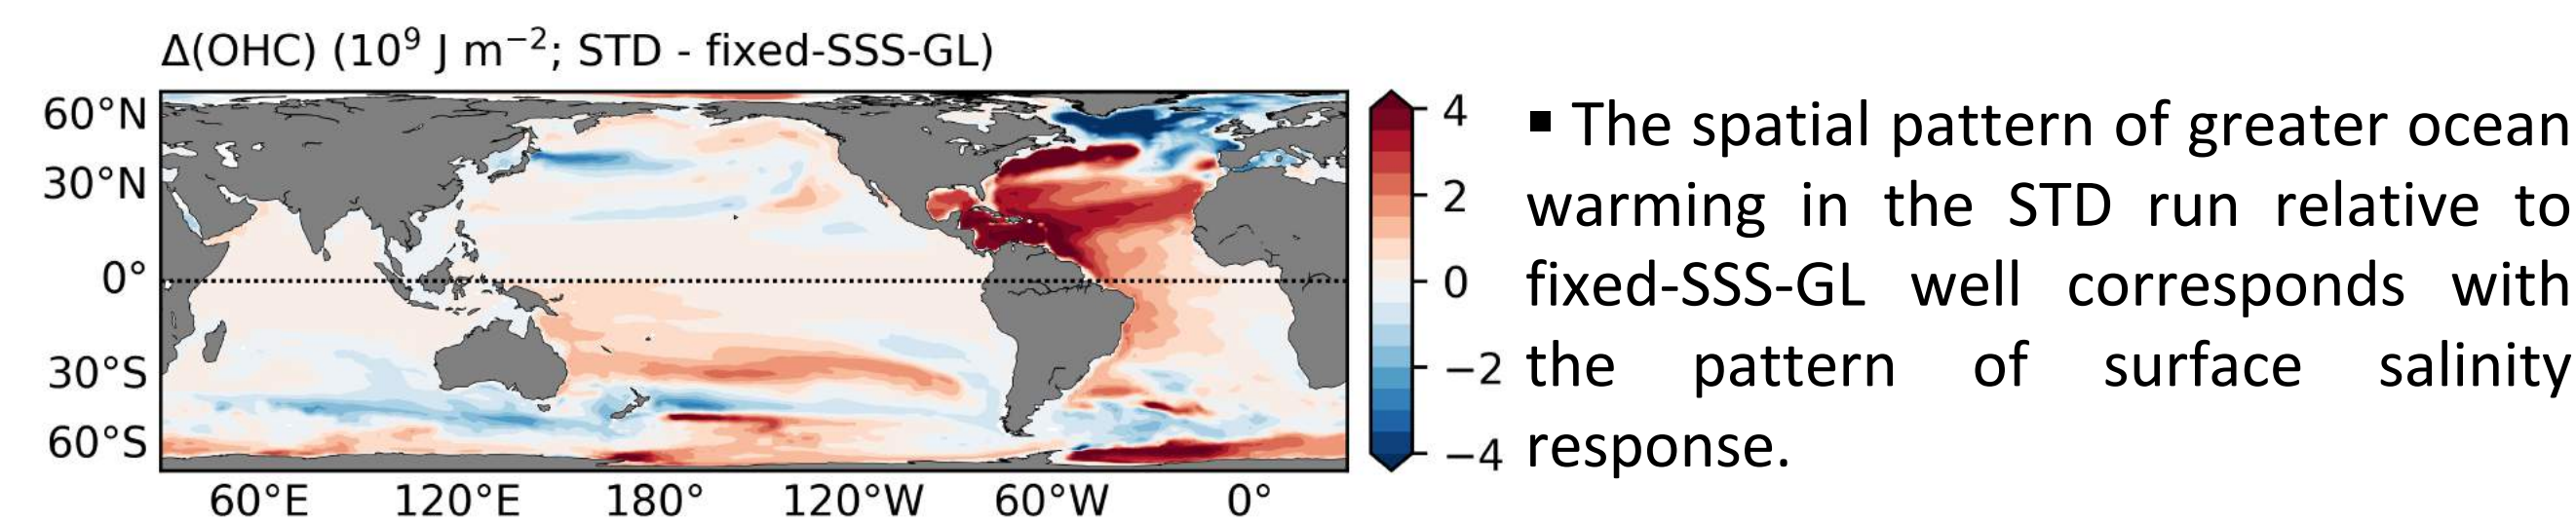 Δ(OHC) (10⁹ J m⁻²; STD - fixed-SSS-GL)
60°N
30°N
0°
30°S
60°S
60°E 120°E 180° 120°W 60°W 0°
4
2
0
−2
−4
▪ The spatial pattern of greater ocean
warming in the STD run relative to
fixed-SSS-GL well corresponds with
the pattern of surface salinity
response.